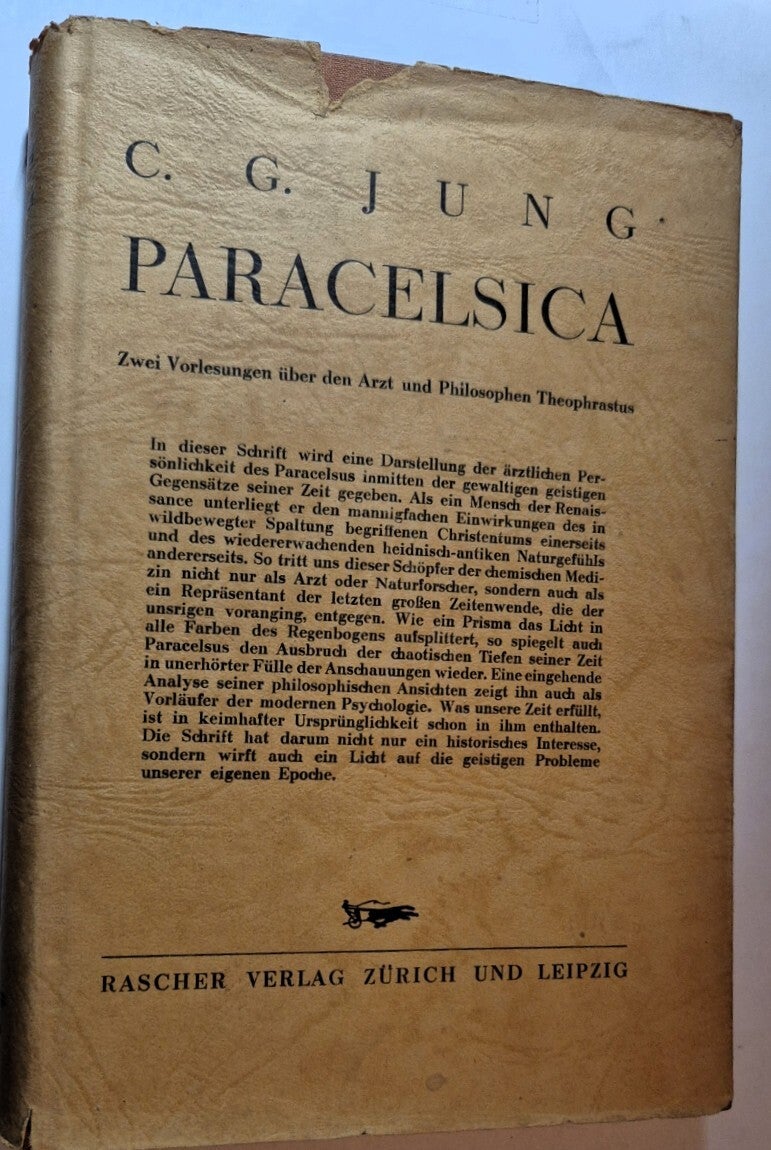 C. G. JUNG
PARACELSICA
Zwei Vorlesungen über den Arzt und Philosophen Theophrastus
In dieser Schrift wird eine Darstellung der ärztlichen Per-
sönlichkeit des Paracelsus inmitten der gewaltigen geistigen
Gegensätze seiner Zeit gegeben. Als ein Mensch der Renais-
sance unterliegt er den mannigfachen Einwirkungen des in
wildbewegter Spaltung begriffenen Christentums einerseits
und des wiedererwachenden heidnisch-antiken Naturgefühls
andererseits. So tritt uns dieser Schöpfer der chemischen Medi-
zin nicht nur als Arzt oder Naturforscher, sondern auch als
ein Repräsentant der letzten großen Zeitenwende, die der
unsrigen voranging, entgegen. Wie ein Prisma das Licht in
alle Farben des Regenbogens aufsplittert, so spiegelt auch
Paracelsus den Ausbruch der chaotischen Tiefen seiner Zeit
in unerhörter Fülle der Anschauungen wieder. Eine eingehende
Analyse seiner philosophischen Ansichten zeigt ihn auch als
Vorläufer der modernen Psychologie. Was unsere Zeit erfüllt,
ist in keimhafter Ursprünglichkeit schon in ihm enthalten.
Die Schrift hat darum nicht nur ein historisches Interesse,
sondern wirft auch ein Licht auf die geistigen Probleme
unserer eigenen Epoche.
RASCHER VERLAG ZÜRICH UND LEIPZIG